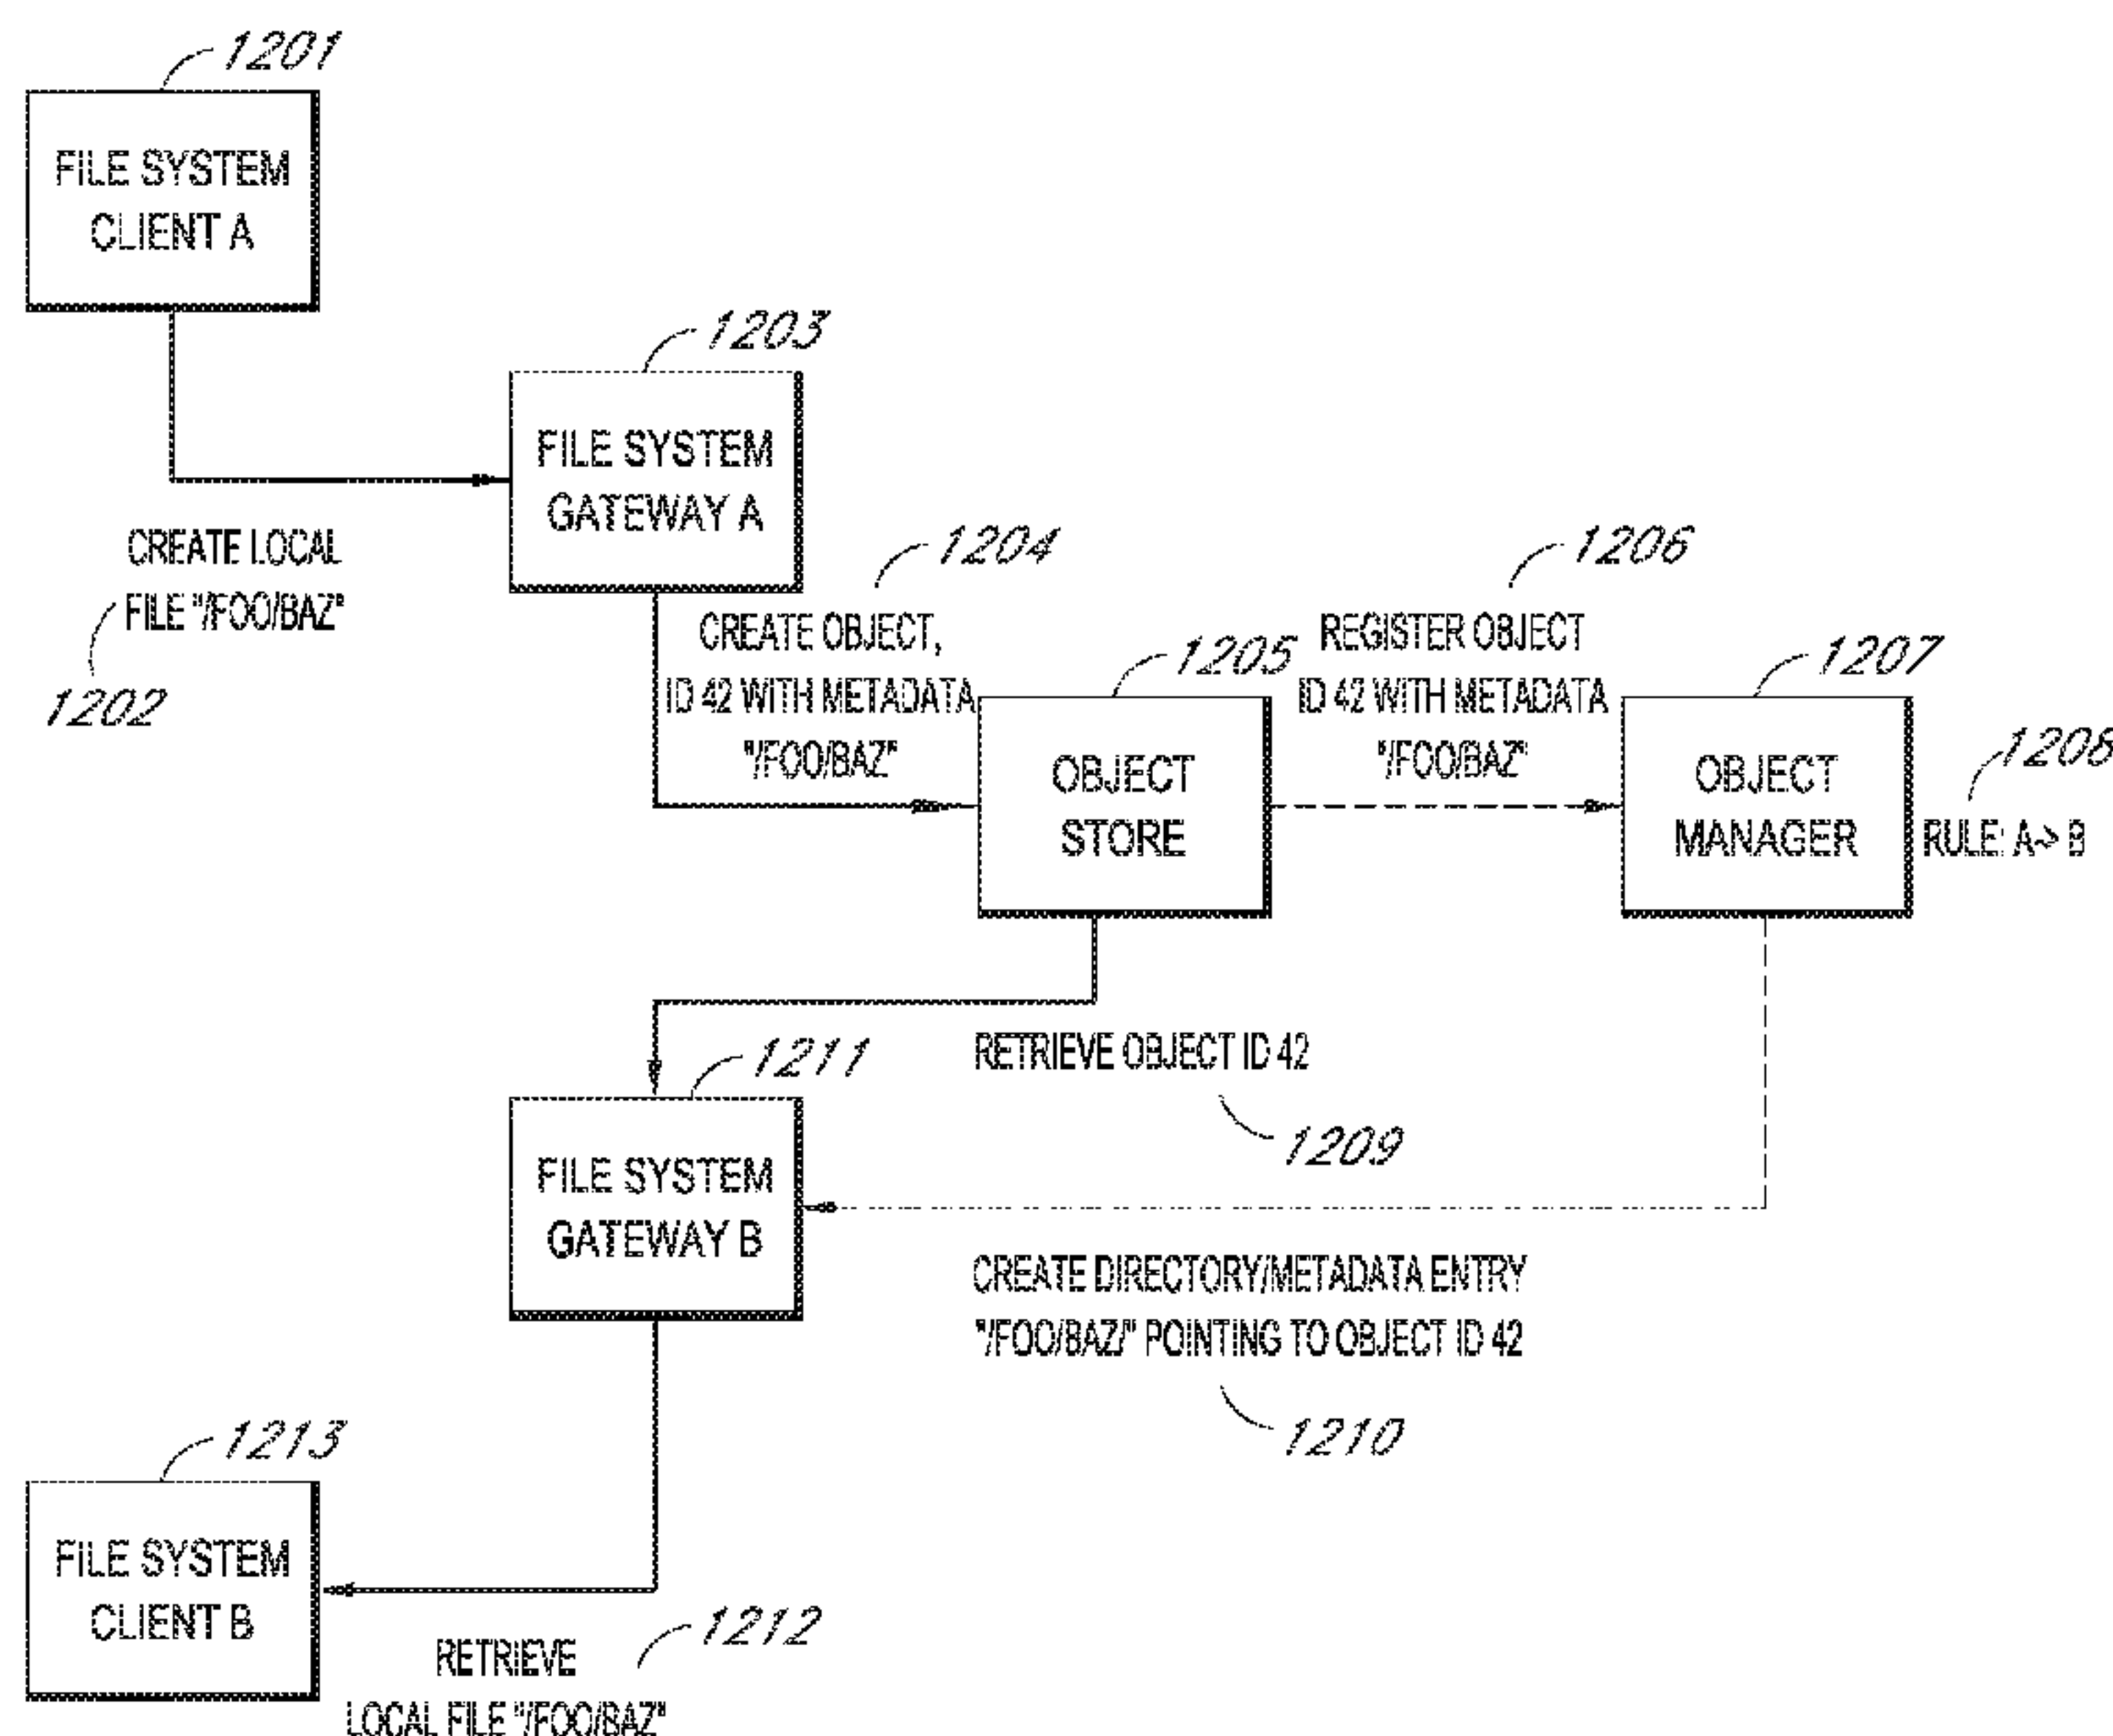 1201
FILE SYSTEM
CLIENT A
1203
FILE SYSTEM
GATEWAY A
CREATE LOCAL
FILE "/FOO/BAZ"
1202
1204
CREATE OBJECT,
ID 42 WITH METADATA
"/FOO/BAZ"
1205
OBJECT
STORE
1206
REGISTER OBJECT
ID 42 WITH METADATA
"/FOO/BAZ"
1207
OBJECT
MANAGER
1208
RULE: A-> B
RETRIEVE OBJECT ID 42
1209
1211
FILE SYSTEM
GATEWAY B
CREATE DIRECTORY/METADATA ENTRY
"/FOO/BAZ/" POINTING TO OBJECT ID 42
1210
1213
FILE SYSTEM
CLIENT B
1212
RETRIEVE
LOCAL FILE "/FOO/BAZ"